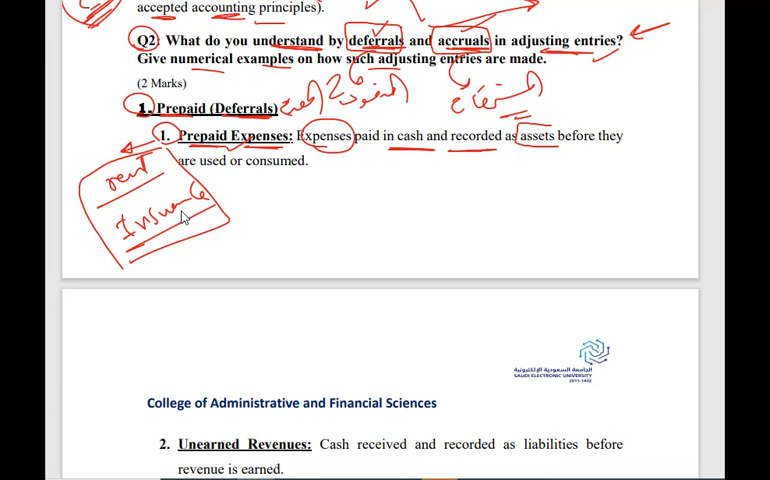 accepted accounting principles).
Q2: What do you understand by deferrals and accruals in adjusting entries?
Give numerical examples on how such adjusting entries are made.
(2 Marks)
1. Prepaid (Deferrals)
1. Prepaid Expenses: Expenses paid in cash and recorded as assets before they
are used or consumed.
rent
Insurance
الجامعة السعودية الإلكترونية
SAUDI ELECTRONIC UNIVERSITY
2011-1432
College of Administrative and Financial Sciences
2. Unearned Revenues: Cash received and recorded as liabilities before
revenue is earned.